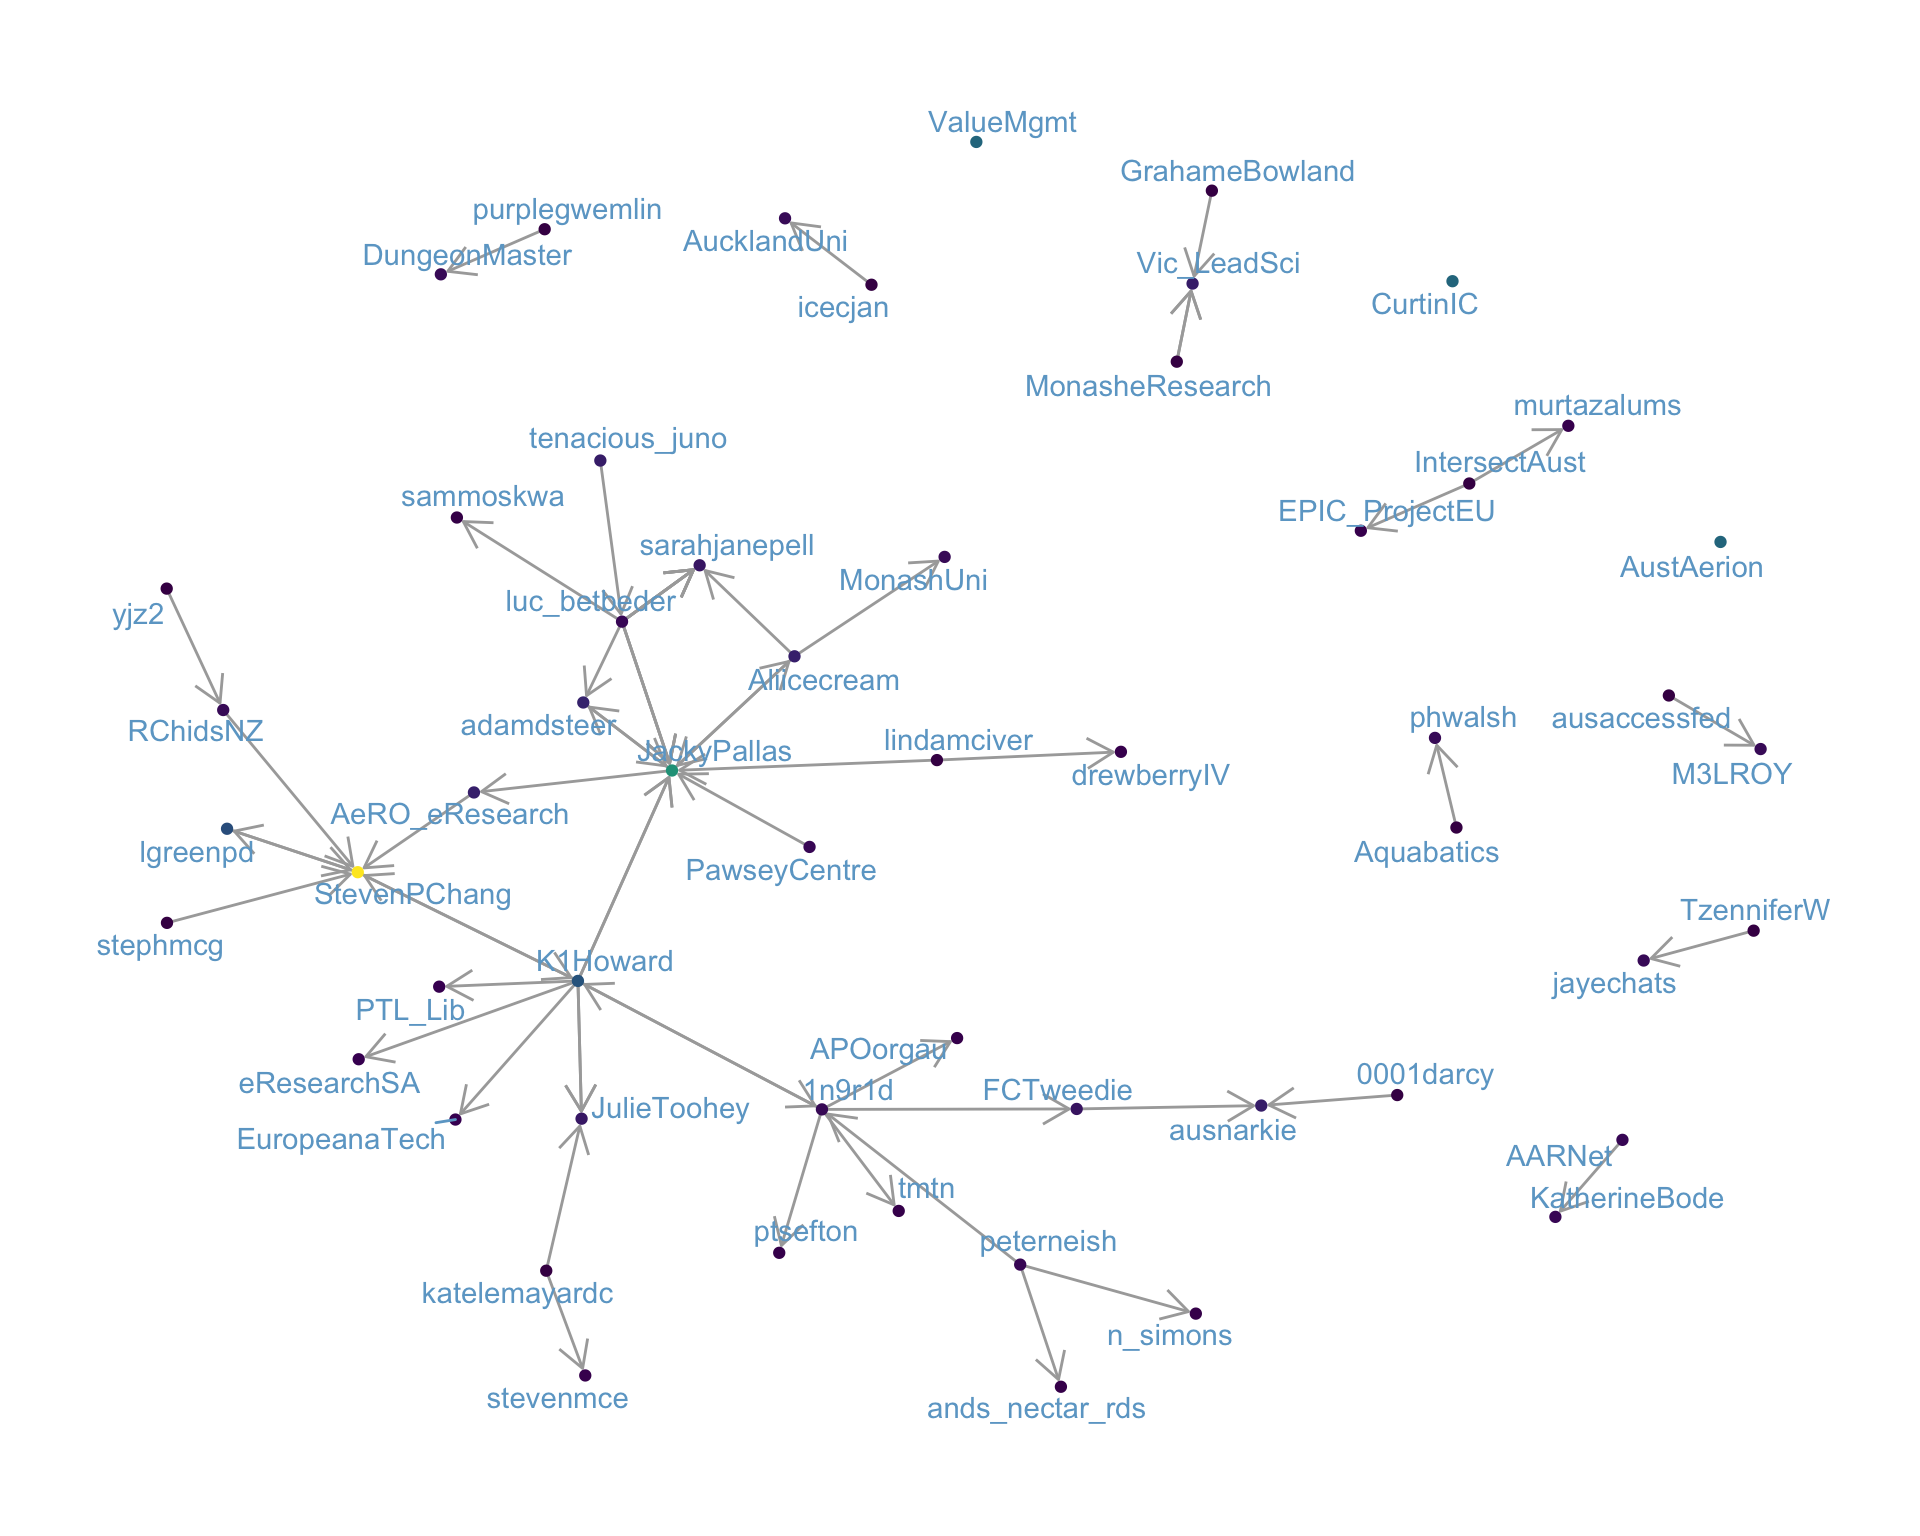 ValueMgmt
GrahameBowland
purplegwemlin
DungeonMaster
AucklandUni
Vic_LeadSci
icecjan
CurtinIC
MonasheResearch
murtazalums
tenacious_juno
IntersectAust
sammoskwa
EPIC_ProjectEU
sarahjanepell
MonashUni
AustAerion
luc_betbeder
yjz2
Allicecream
adamdsteer
phwalsh
ausaccessfed
RChidsNZ
JackyPallas
lindamciver
drewberryIV
M3LROY
AeRO_eResearch
lgreenpd
PawseyCentre
Aquabatics
StevenPChang
TzenniferW
stephmcg
K1Howard
jayechats
PTL_Lib
APOorgau
eResearchSA
1n9r1d
FCTweedie
0001darcy
JulieToohey
EuropeanaTech
ausnarkie
AARNet
tmtn
KatherineBode
ptsefton
peterneish
katelemayardc
n_simons
stevenmce
ands_nectar_rds